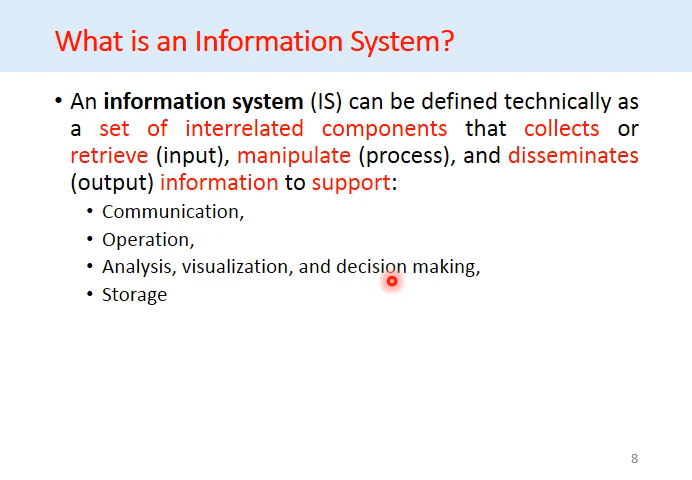 What is an Information System?
• An information system (IS) can be defined technically as
a set of interrelated components that collects or
retrieve (input), manipulate (process), and disseminates
(output) information to support:
• Communication,
• Operation,
• Analysis, visualization, and decision making,
• Storage
8